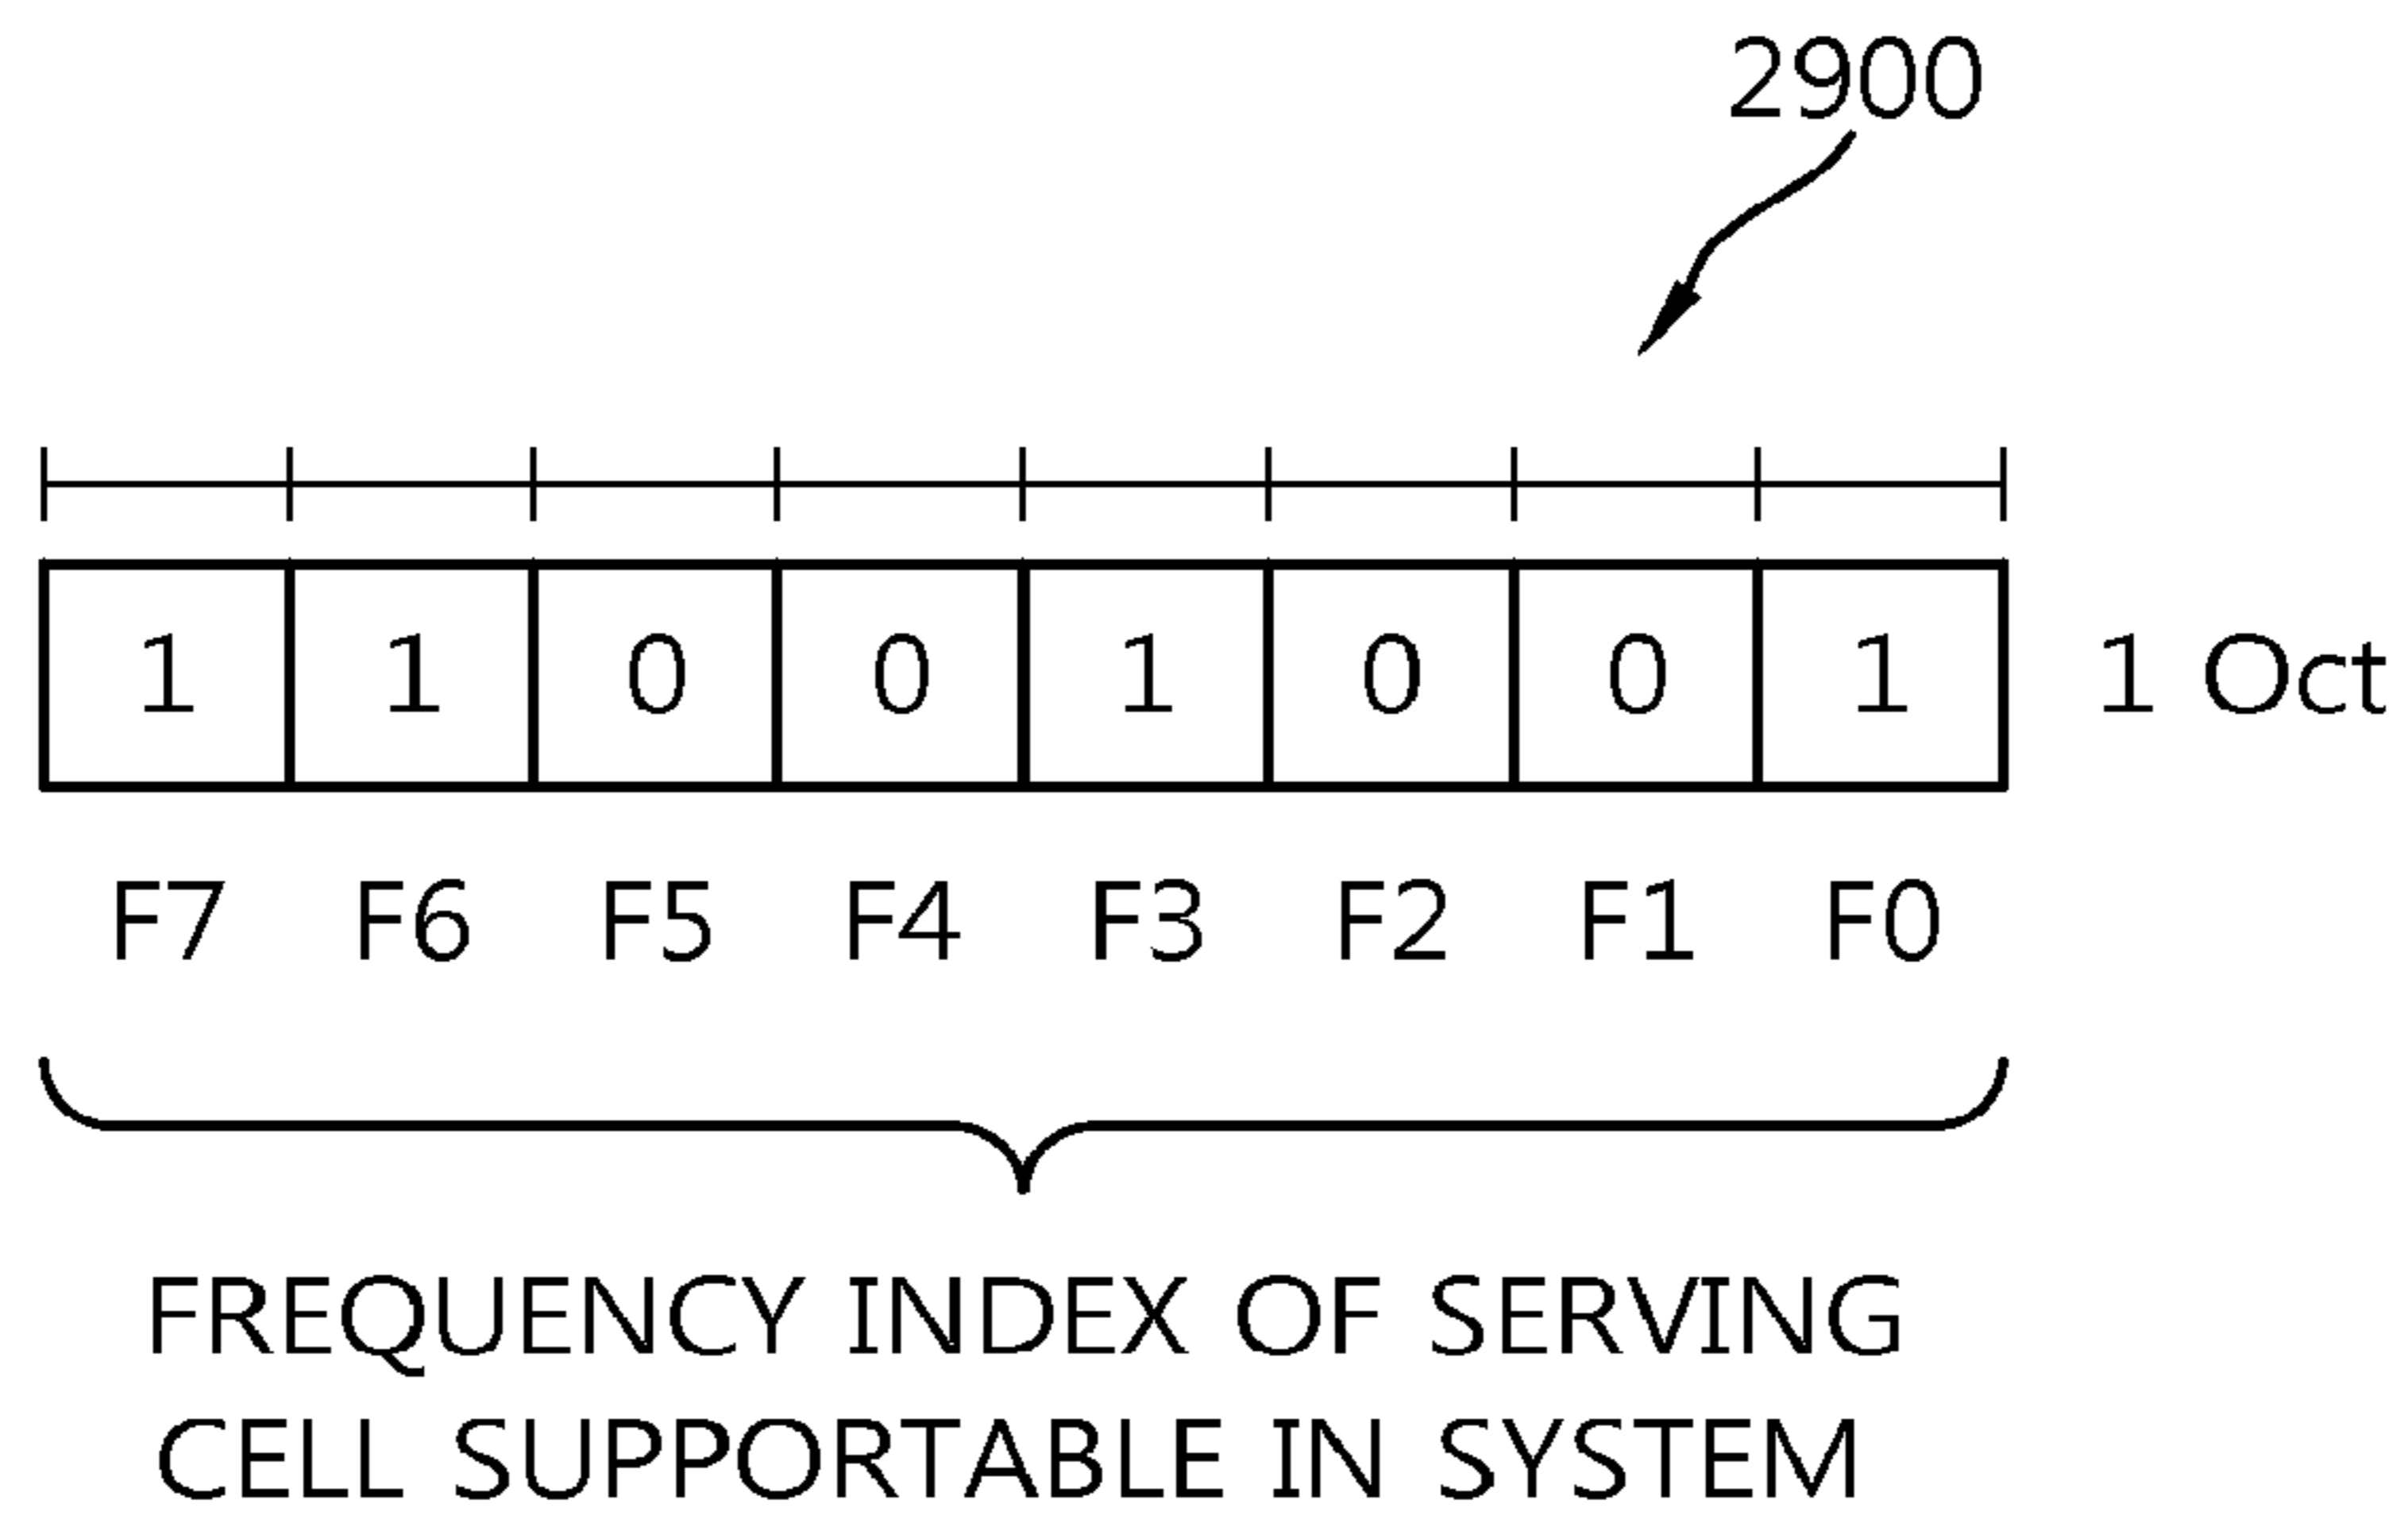 2900
1 1 0 0 1 0 0 1 1 Oct
F7 F6 F5 F4 F3 F2 F1 F0
FREQUENCY INDEX OF SERVING
CELL SUPPORTABLE IN SYSTEM